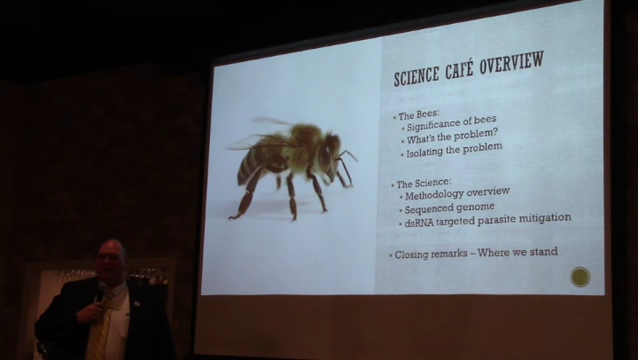 SCIENCE CAFÉ OVERVIEW
The Bees:
Significance of bees
What's the problem?
Isolating the problem
The Science:
Methodology overview
Sequenced genome
dsRNA targeted parasite mitigation
Closing remarks – Where we stand